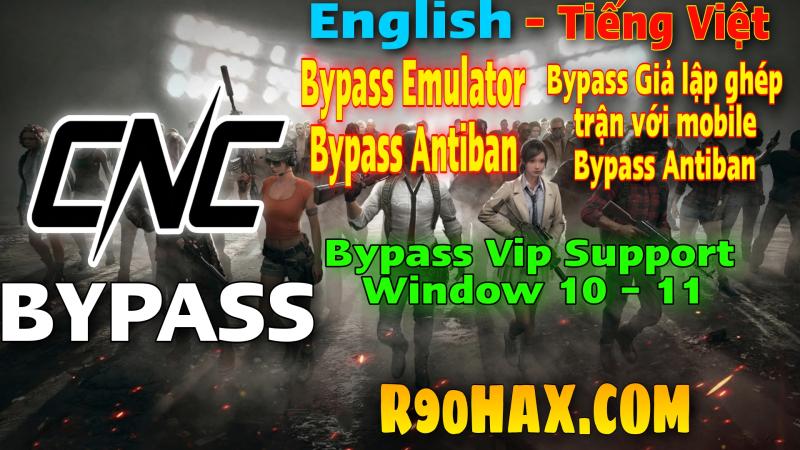 English - Tiếng Việt
Bypass Emulator
Bypass Antiban
Bypass Giả lập ghép
trận với mobile
Bypass Antiban
CNC
BYPASS
Bypass Vip Support
Window 10 - 11
R90HAX.COM